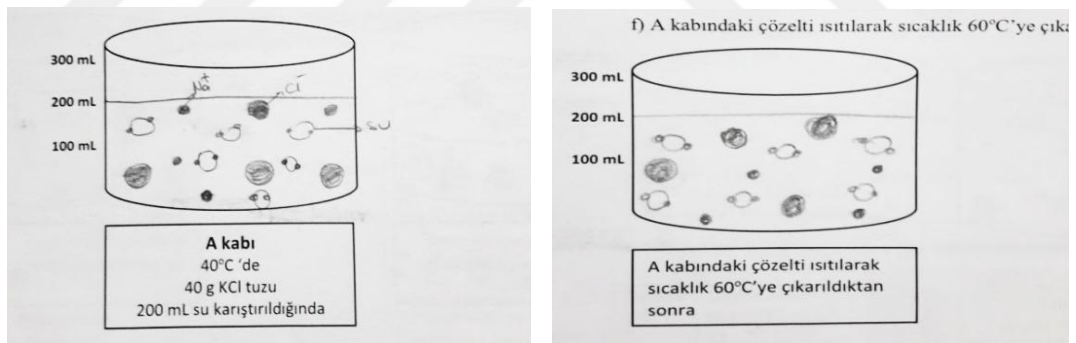 300 mL
200 mL
100 mL
Na+
Cl-
su
A kabı
40°C 'de
40 g KCl tuzu
200 mL su karıştırıldığında
f) A kabındaki çözelti ısıtılarak sıcaklık 60°C'ye çıka
300 mL
200 mL
100 mL
A kabındaki çözelti ısıtılarak
sıcaklık 60°C'ye çıkarıldıktan
sonra